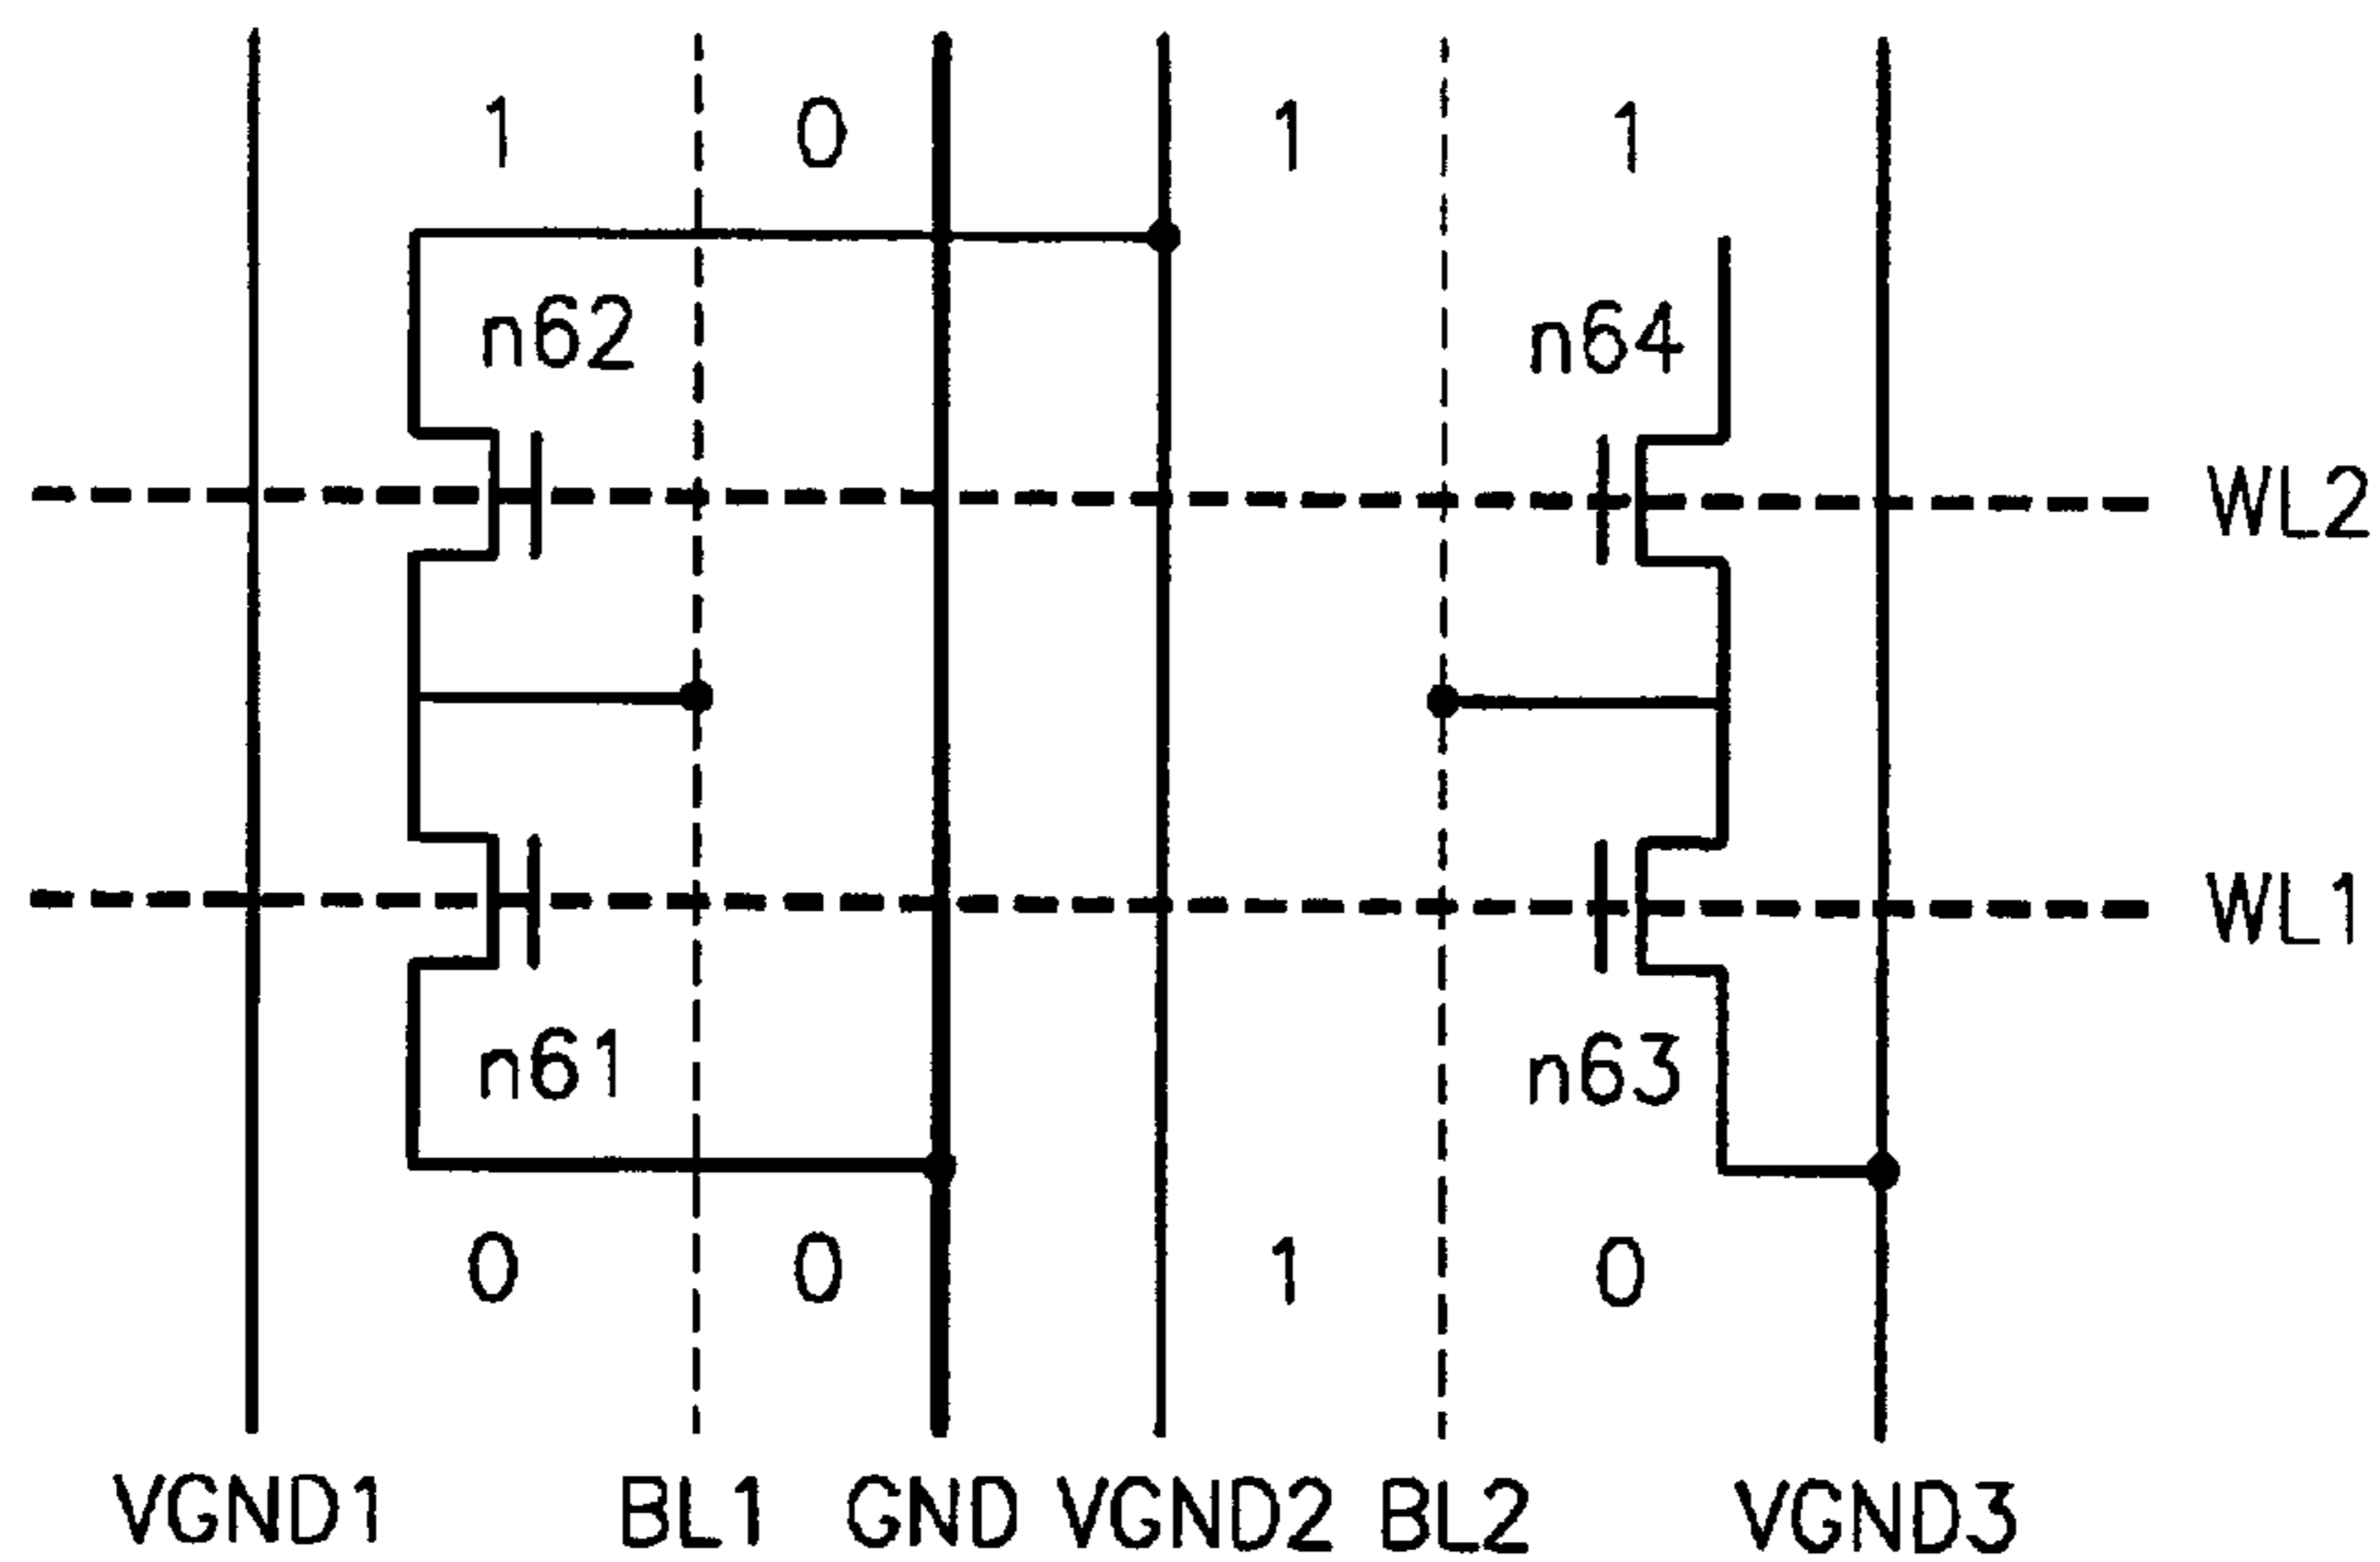 1 0 1 1
n62 n64
WL2
WL1
n61 n63
0 0 1 0
VGND1 BL1 GND VGND2 BL2 VGND3